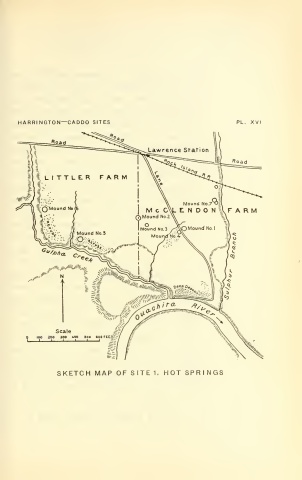 HARRINGTON—CADDO SITES
PL. XVI
Road
Road
Lawrence Station
Rock Island R.R.
Road
LITTLER FARM
Lane
Mound No. 7
Mound No. 6
McCLENDON FARM
Mound No. 2
Mound No. 3
Mound No. 1
Mound No. 4
Mound No. 5
Gulpha Creek
Sulphur Branch
N
Ouachita River
Scale
0 100 200 300 400 500 600 FEET
SKETCH MAP OF SITE 1, HOT SPRINGS